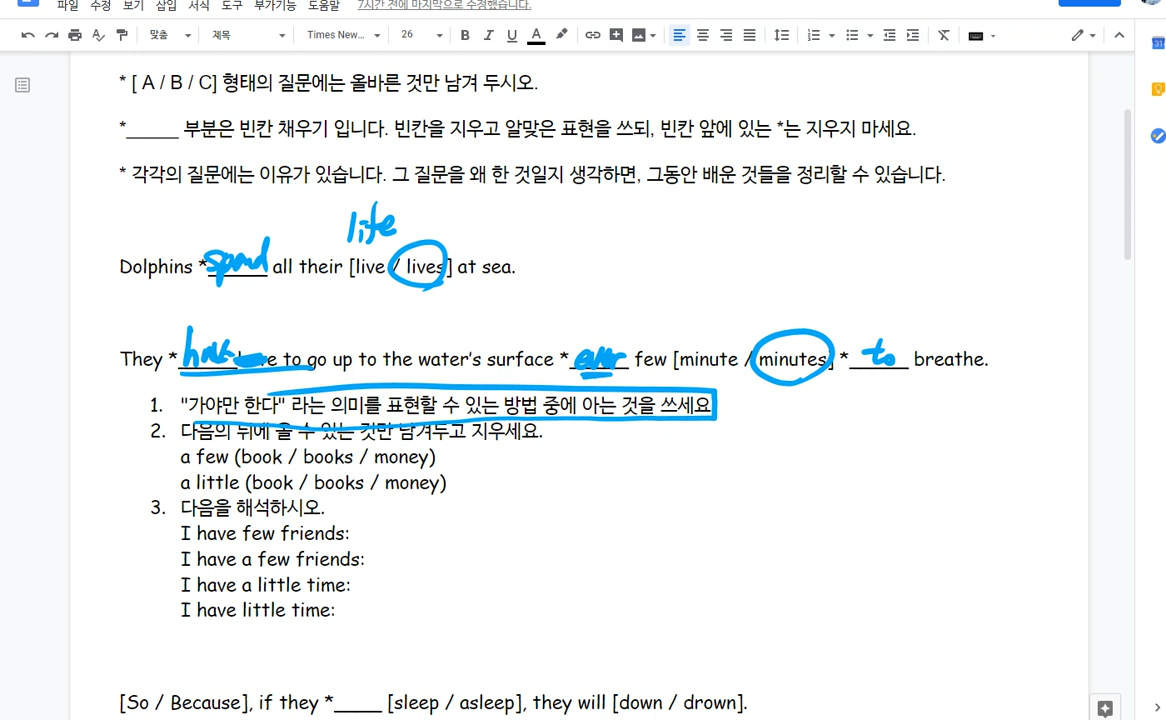 파일 수정 보기 삽입 서식 도구 부가기능 도움말 7시간 전에 마지막으로 수정했습니다.
맞춤 제목 Times New... 26
* [ A / B / C] 형태의 질문에는 올바른 것만 남겨 두시오.
*_____ 부분은 빈칸 채우기 입니다. 빈칸을 지우고 알맞은 표현을 쓰되, 빈칸 앞에 있는 *는 지우지 마세요.
* 각각의 질문에는 이유가 있습니다. 그 질문을 왜 한 것일지 생각하면, 그동안 배운 것들을 정리할 수 있습니다.
life
Dolphins *spend all their [live / lives] at sea.
They * to go up to the water's surface * few [minute / minutes] *to breathe.
1. "가야만 한다" 라는 의미를 표현할 수 있는 방법 중에 아는 것을 쓰세요
2. 다음의 뒤에 올 수 있는 것만 남겨두고 지우세요.
a few (book / books / money)
a little (book / books / money)
3. 다음을 해석하시오.
I have few friends:
I have a few friends:
I have a little time:
I have little time:
[So / Because], if they *____ [sleep / asleep], they will [down / drown].